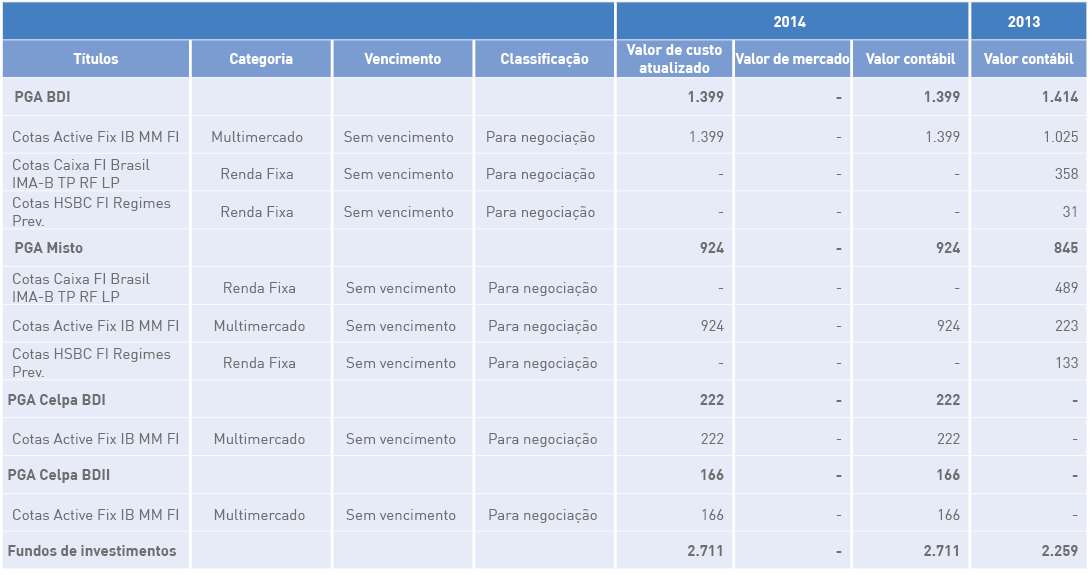 2014 2013
Títulos Categoria Vencimento Classificação Valor de custo atualizado Valor de mercado Valor contábil Valor contábil
PGA BDI 1.399 - 1.399 1.414
Cotas Active Fix IB MM FI Multimercado Sem vencimento Para negociação 1.399 - 1.399 1.025
Cotas Caixa FI Brasil
IMA-B TP RF LP Renda Fixa Sem vencimento Para negociação - - - 358
Cotas HSBC FI Regimes
Prev. Renda Fixa Sem vencimento Para negociação - - - 31
PGA Misto 924 - 924 845
Cotas Caixa FI Brasil
IMA-B TP RF LP Renda Fixa Sem vencimento Para negociação - - - 489
Cotas Active Fix IB MM FI Multimercado Sem vencimento Para negociação 924 - 924 223
Cotas HSBC FI Regimes
Prev. Renda Fixa Sem vencimento Para negociação - - - 133
PGA Celpa BDI 222 - 222 -
Cotas Active Fix IB MM FI Multimercado Sem vencimento Para negociação 222 - 222 -
PGA Celpa BDII 166 - 166 -
Cotas Active Fix IB MM FI Multimercado Sem vencimento Para negociação 166 - 166 -
Fundos de investimentos 2.711 - 2.711 2.259